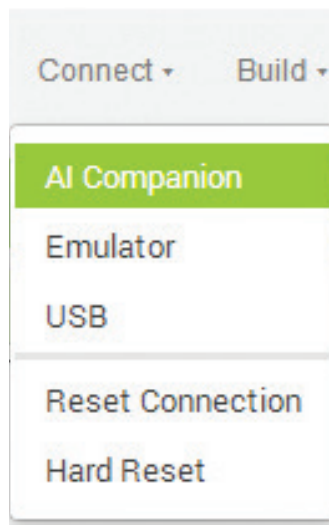 Connect ▾ Build ▾
AI Companion
Emulator
USB
Reset Connection
Hard Reset